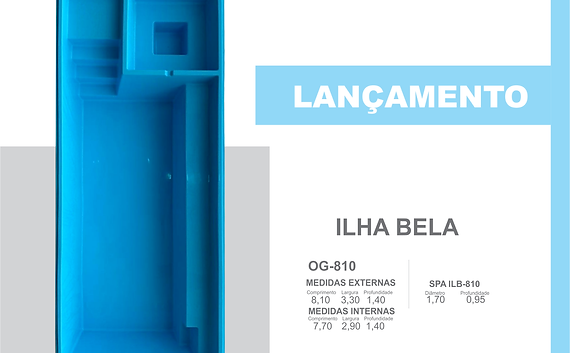 LANÇAMENTO
ILHA BELA
OG-810
MEDIDAS EXTERNAS
Comprimento Largura Profundidade
8,10 3,30 1,40
MEDIDAS INTERNAS
Comprimento Largura Profundidade
7,70 2,90 1,40
SPA ILB-810
Diâmetro Profundidade
1,70 0,95